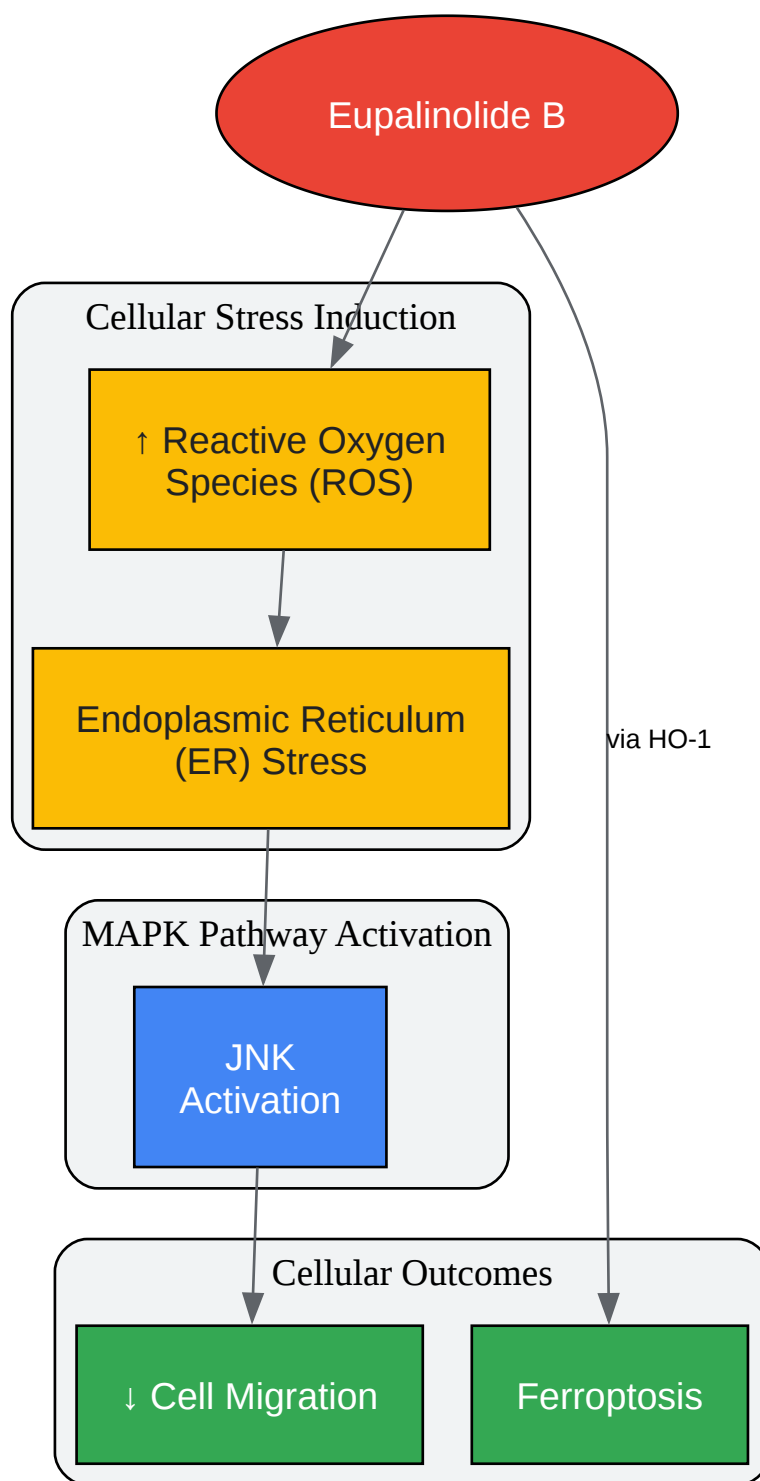 Eupalinolide B
Cellular Stress Induction
↑ Reactive Oxygen
Species (ROS)
Endoplasmic Reticulum
(ER) Stress
via HO-1
MAPK Pathway Activation
JNK
Activation
Cellular Outcomes
↓ Cell Migration
Ferroptosis